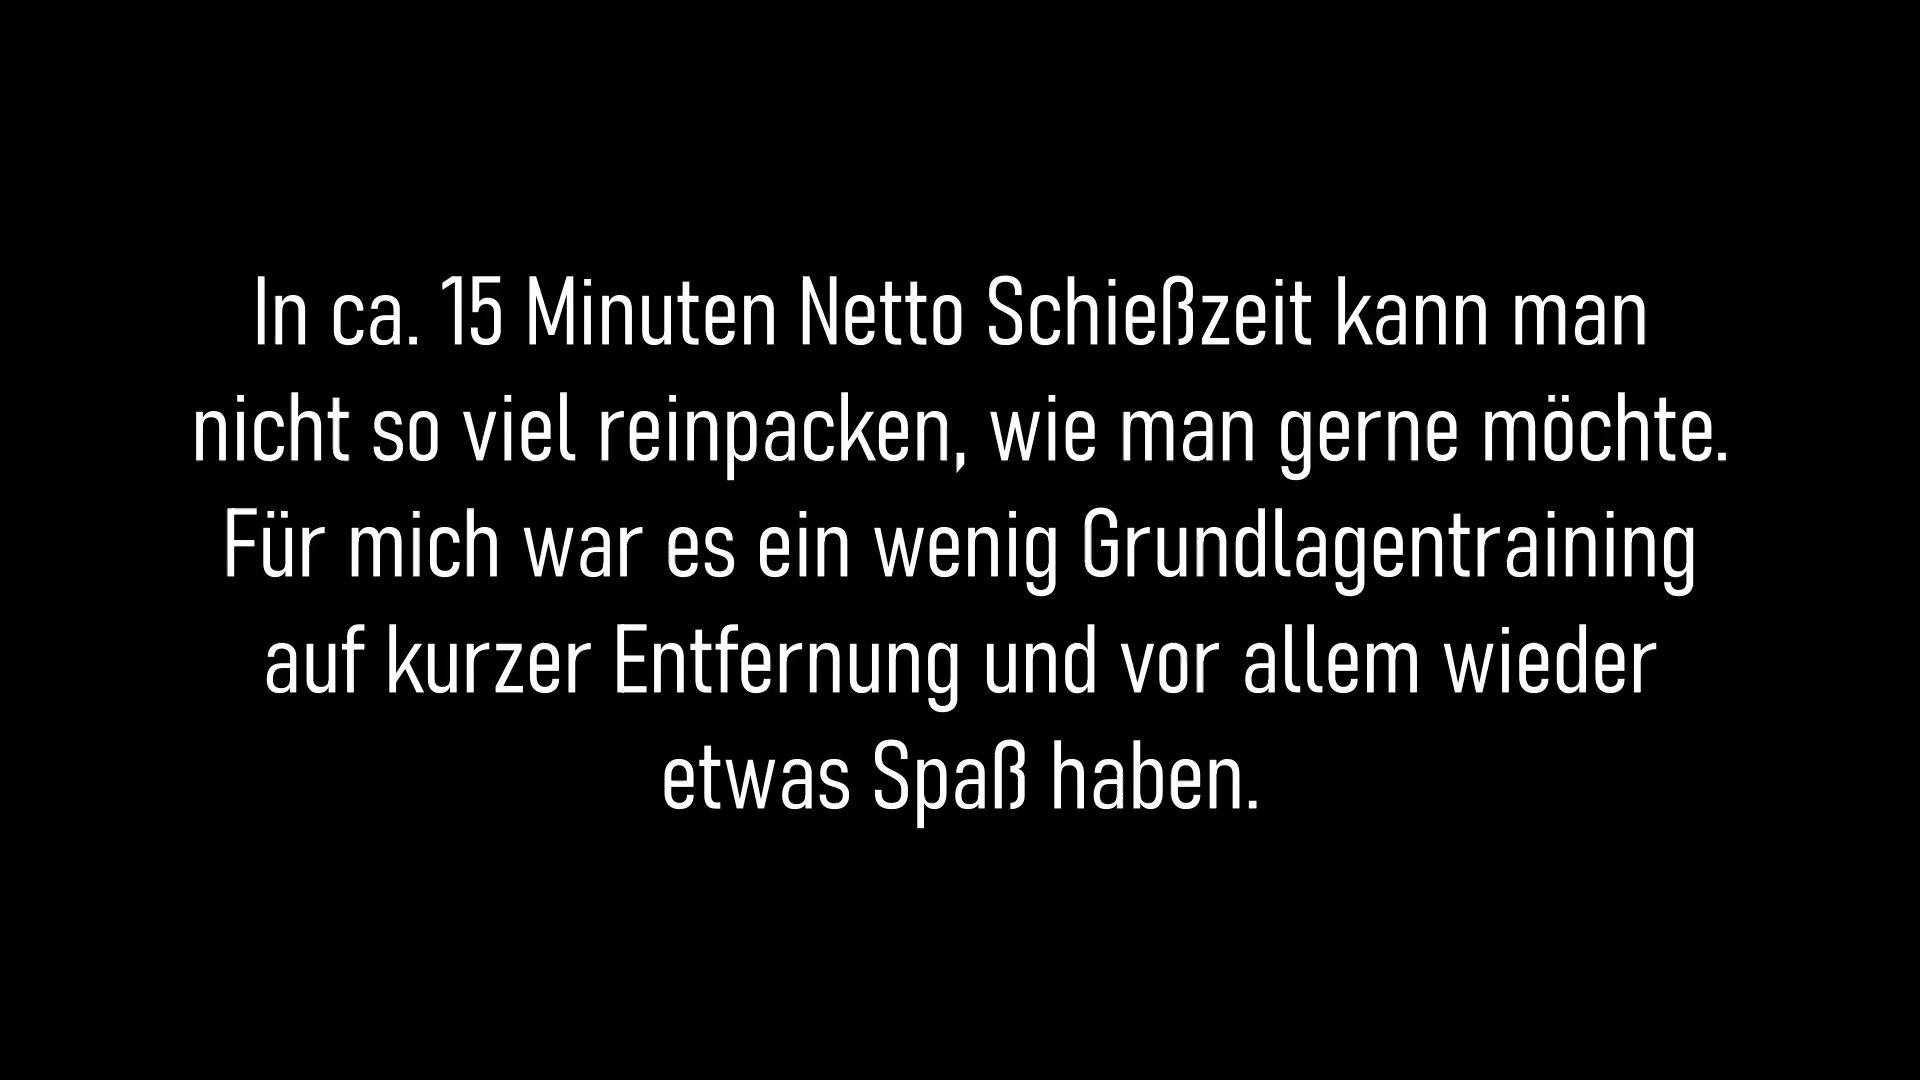 In ca. 15 Minuten Netto Schießzeit kann man
nicht so viel reinpacken, wie man gerne möchte.
Für mich war es ein wenig Grundlagentraining
auf kurzer Entfernung und vor allem wieder
etwas Spaß haben.